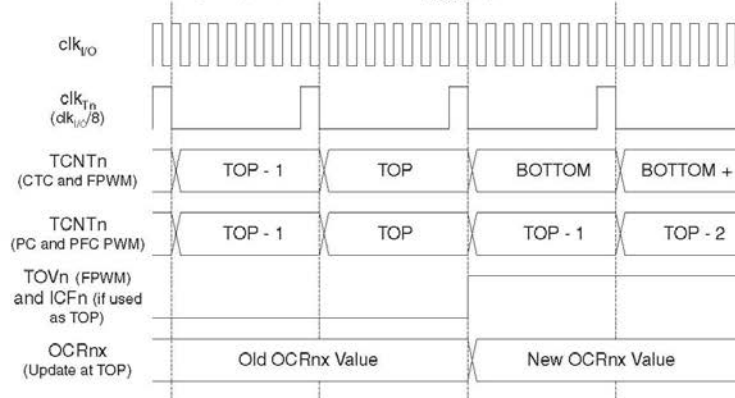 clkI/O
clkTn
(clkI/O/8)
TCNTn
(CTC and FPWM)
TOP - 1
TOP
BOTTOM
BOTTOM +
TCNTn
(PC and PFC PWM)
TOP - 1
TOP
TOP - 1
TOP - 2
TOVn (FPWM)
and ICFn (if used
as TOP)
OCRnx
(Update at TOP)
Old OCRnx Value
New OCRnx Value